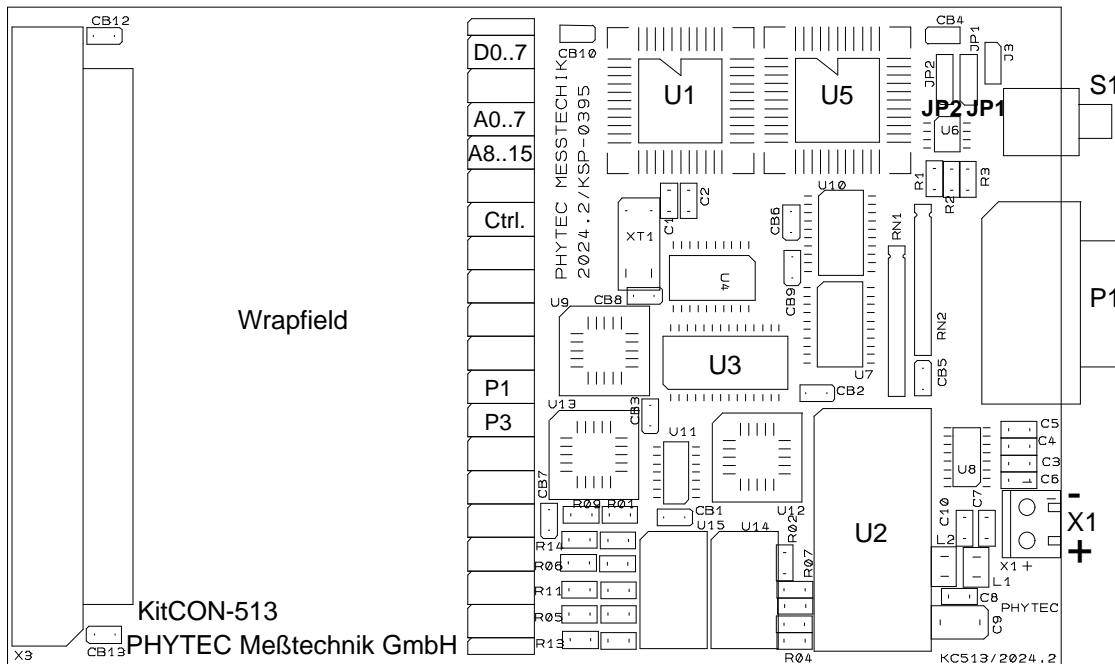 CB12
D0..7
A0..7
A8..15
Ctrl.
P1
P3
Wrapfield
KitCON-513
PHYTEC Meßtechnik GmbH
CB13
X3
CB10
PHYTEC MESSTECHIK
2024.2/KSP-0395
U1
U5
CB4
JP1
J3
JP2
JP2
JP1
U6
S1
R1
R2
R3
C1
C2
XT1
U10
CB6
CB9
RN1
RN2
U4
CB8
U9
U3
U7
CB5
CB2
P1
CB3
U13
U11
U12
U2
CB7
CB1
U8
C5
C4
C3
C6
-
X1
+
X1+
C10
C7
L2
L1
C8
C9
PHYTEC
KC513/2024.2
R09
R01
R14
R06
R11
R05
R13
U15
U14
R02
R07
R04